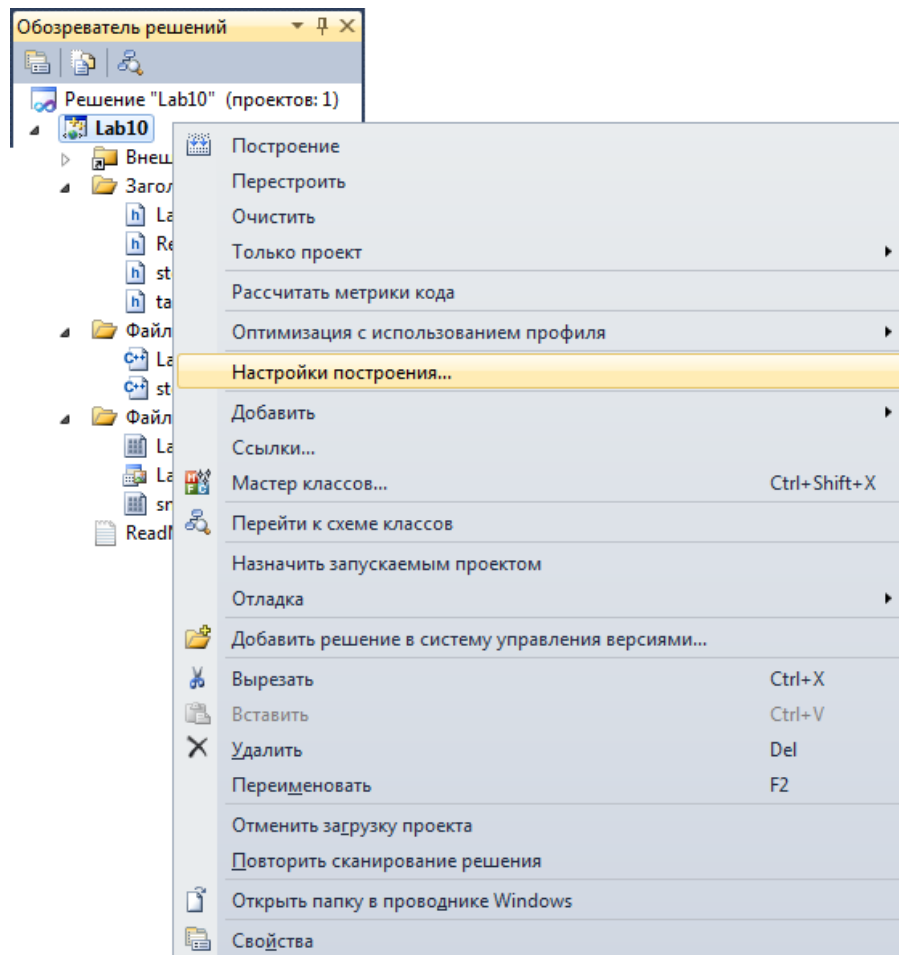 Обозреватель решений
Решение "Lab10" (проектов: 1)
Lab10
Внеш
Загол
La
Re
st
ta
Файл
La
st
Файл
La
La
sm
ReadM
Построение
Перестроить
Очистить
Только проект
Рассчитать метрики кода
Оптимизация с использованием профиля
Настройки построения...
Добавить
Ссылки...
Мастер классов... Ctrl+Shift+X
Перейти к схеме классов
Назначить запускаемым проектом
Отладка
Добавить решение в систему управления версиями...
Вырезать Ctrl+X
Вставить Ctrl+V
Удалить Del
Переименовать F2
Отменить загрузку проекта
Повторить сканирование решения
Открыть папку в проводнике Windows
Свойства